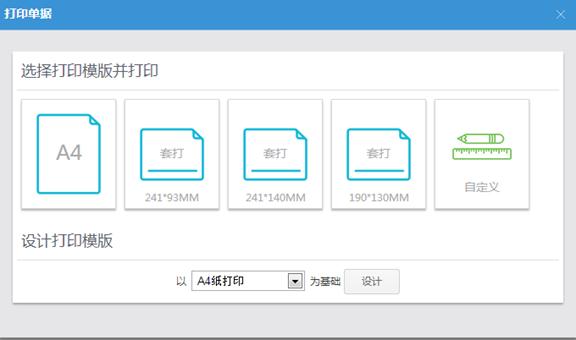 打印单据
选择打印模版并打印
A4
套打
241*93MM
套打
241*140MM
套打
190*130MM
自定义
设计打印模版
以 A4纸打印 为基础 设计